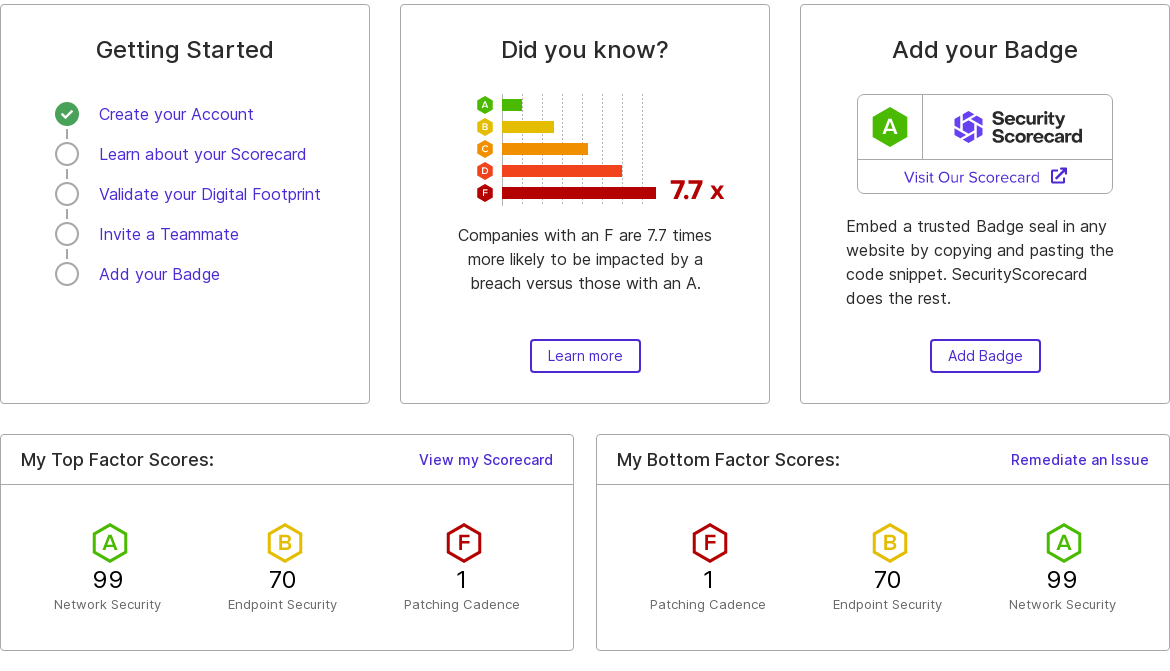 Getting Started
Create your Account
Learn about your Scorecard
Validate your Digital Footprint
Invite a Teammate
Add your Badge
Did you know?
A
B
C
D
F
7.7 x
Companies with an F are 7.7 times
more likely to be impacted by a
breach versus those with an A.
Learn more
Add your Badge
A
Security
Scorecard
Visit Our Scorecard
Embed a trusted Badge seal in any
website by copying and pasting the
code snippet. SecurityScorecard
does the rest.
Add Badge
My Top Factor Scores: View my Scorecard
A B F
99 70 1
Network Security Endpoint Security Patching Cadence
My Bottom Factor Scores: Remediate an Issue
F B A
1 70 99
Patching Cadence Endpoint Security Network Security